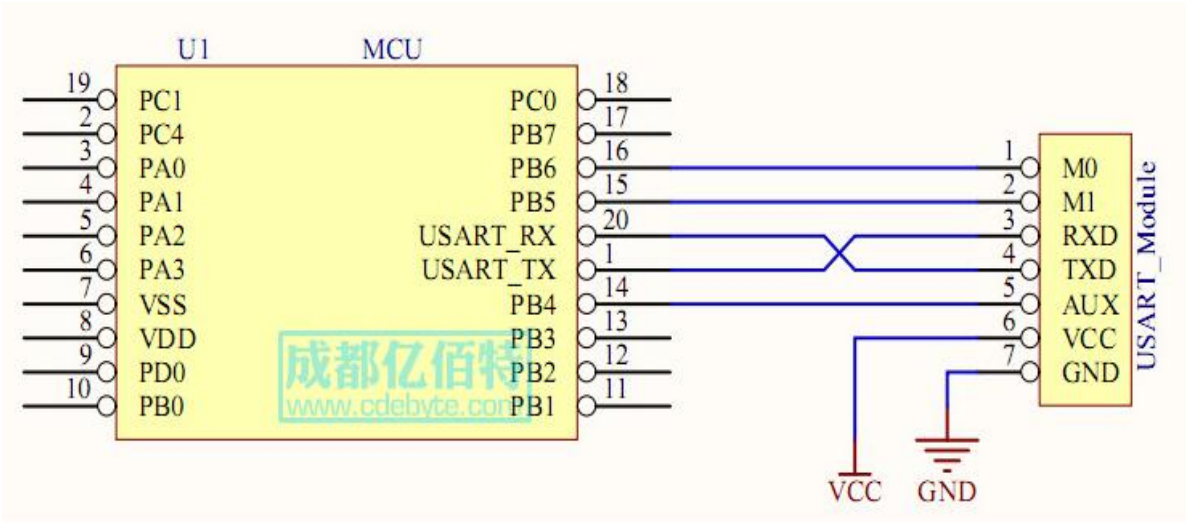 U1 MCU
19 PC1 PC0 18
2 PC4 PB7 17
3 PA0 PB6 16 1 M0
4 PA1 PB5 15 2 M1
5 PA2 USART_RX 20 3 RXD
6 PA3 USART_TX 1 4 TXD
7 VSS PB4 14 5 AUX
8 VDD PB3 13 6 VCC
9 PD0 PB2 12 7 GND
10 PB0 PB1 11
USART_Module
成都亿佰特
www.cdebyte.com
VCC GND